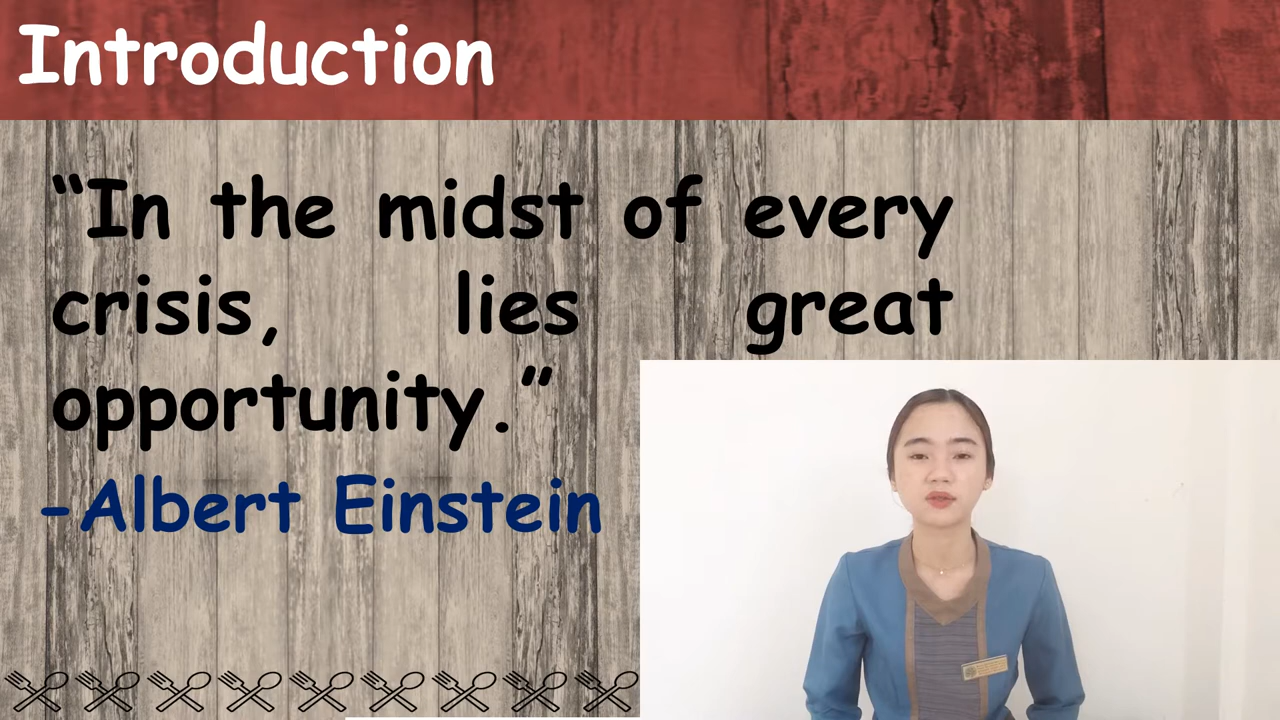 Introduction
“In the midst of every
crisis, lies great
opportunity.”
-Albert Einstein